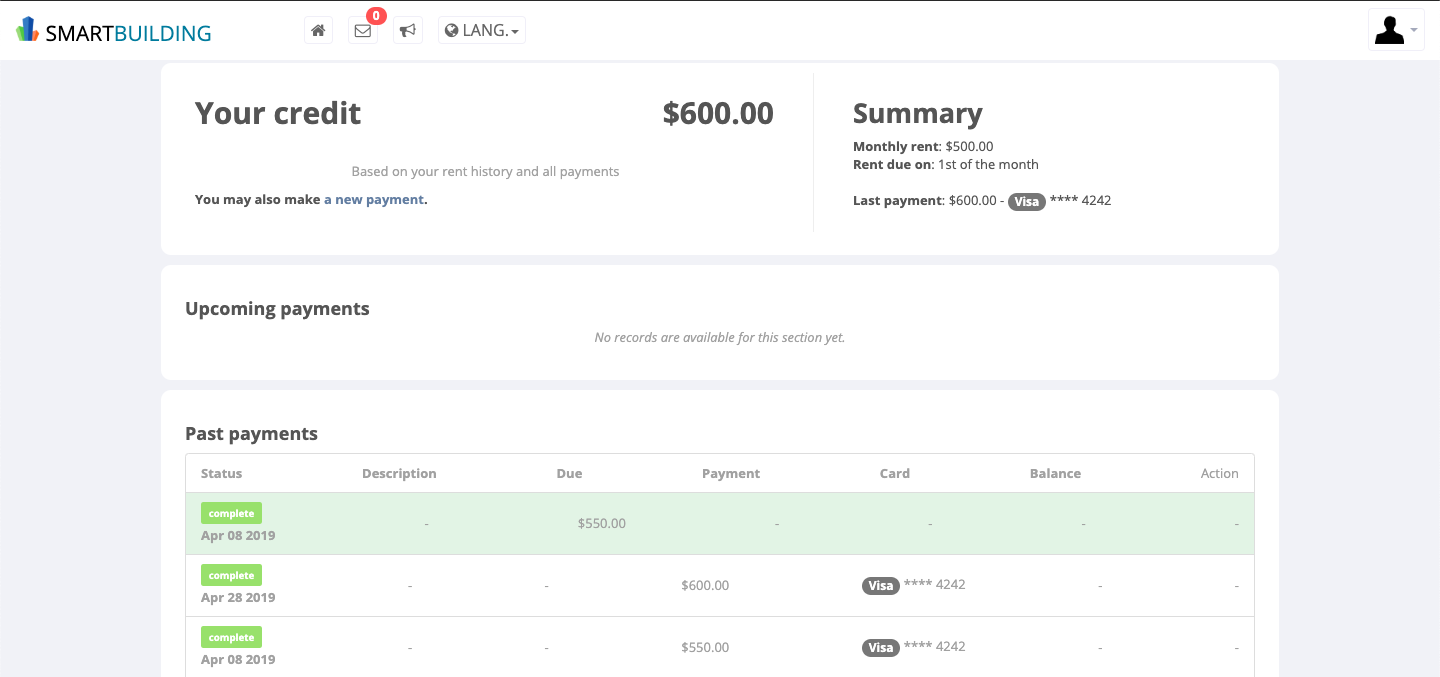 SMARTBUILDING
0
LANG.
Your credit $600.00
Based on your rent history and all payments
You may also make a new payment.
Summary
Monthly rent: $500.00
Rent due on: 1st of the month
Last payment: $600.00 - Visa **** 4242
Upcoming payments
No records are available for this section yet.
Past payments
Status Description Due Payment Card Balance Action
complete
Apr 08 2019 - $550.00 - - - -
complete
Apr 28 2019 - - $600.00 Visa **** 4242 - -
complete
Apr 08 2019 - - $550.00 Visa **** 4242 - -